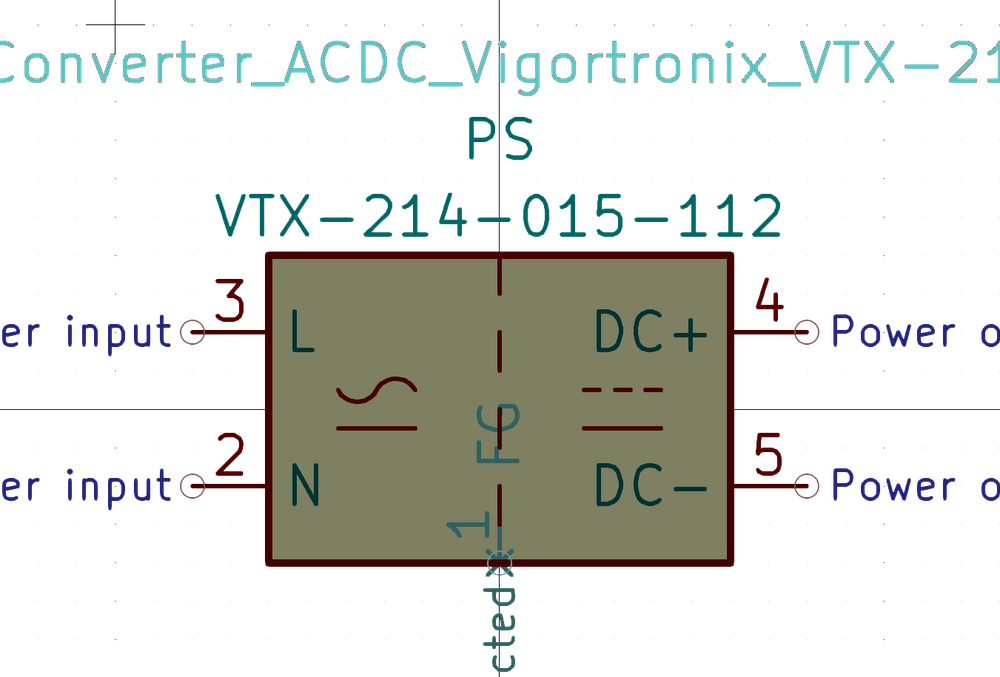 Converter_ACDC_Vigortronix_VTX-21
PS
VTX-214-015-112
3
4
er input
L
DC+
Power o
FG
2
5
er input
N
DC-
Power o
1
cted